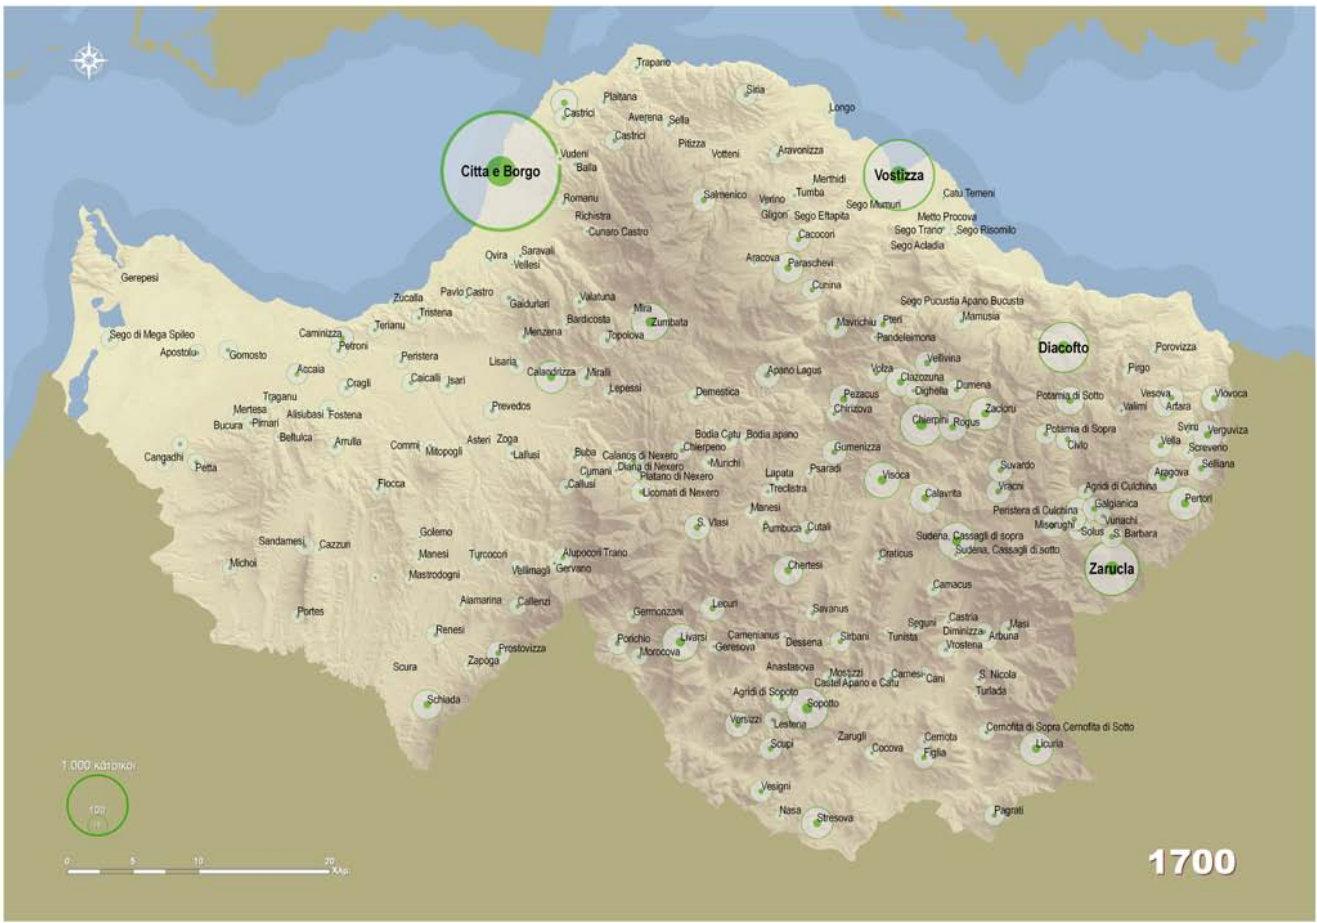 Trapano
Plaitana
Siria
Castrici
Longo
Averena
Sella
Castrici
Pitizza
Votteni
Aravonizza
Vudeni
Balla
Citta e Borgo
Vostizza
Merthidi
Tumba
Catu Temeni
Romanu
Salmenico
Verino
Sego Mumuri
Gligori
Sego Eftapita
Metto Procova
Richistra
Cunaro Castro
Sego Trano
Sego Risomilo
Cacocori
Sego Acladia
Qvira
Saravali
Vellesi
Aracova
Paraschevi
Gerepesi
Cunina
Zucalla
Pavlo Castro
Gaidurlari
Valatuna
Mira
Sego Pucustia Apano Bucusta
Tristena
Bardicosta
Zumbata
Mavrichiu
Pteri
Mamusia
Terianu
Sego di Mega Spileo
Caminizza
Menzena
Topolova
Pandeleimona
Petroni
Diacofto
Porovizza
Apostolu
Gomosto
Peristera
Lisaria
Vellivina
Pirgo
Accaia
Calandrizza
Miralli
Apano Lagus
Volza
Clazozuna
Cragli
Caicalli
Isari
Lepessi
Demestica
Dighella
Domena
Traganu
Pezacus
Potamia di Sotto
Vesova
Vlovoca
Mertesa
Alisubasi
Fostena
Prevedos
Chirizova
Zacloru
Valimi
Arfara
Bucura
Pirnari
Chierpini
Rogus
Beltulca
Arrulla
Asteri
Zoga
Bodia Catu
Bodia apano
Potamia di Sopra
Sviru
Verguviza
Commi
Mitopogli
Lallusi
Buba
Calanos di Nexero
Chierpeno
Gumenizza
Civlo
Vella
Screverio
Cangadhi
Petta
Cumani
Diana di Nexero
Murichi
Psaradi
Suvardo
Selliana
Platano di Nexero
Lapata
Visoca
Aragova
Flocca
Callusi
Licomati di Nexero
Treclistra
Calavrita
Vracni
Agridi di Culchina
Pertori
Manesi
Peristera di Culchina
Galgianica
S. Vlasi
Pumbuca
Cutali
Misorughi
Vuriachi
Golemo
Sudena, Cassagli di sopra
Solus
S. Barbara
Sandamesi
Cazzuri
Sudena, Cassagli di sotto
Manesi
Turcocori
Alupocori Trano
Craticus
Michoi
Mastrodogni
Vellimagli
Gervano
Chertesi
Zarucla
Camacus
Aiamarina
Callenzi
Portes
Germonzani
Lecuri
Savanus
Castria
Renesi
Seguni
Masi
Porichio
Livarsi
Camenianus
Dessena
Sirbani
Tunista
Diminizza
Arbuna
Prostovizza
Morocova
Geresova
Vrostena
Scura
Zapoga
Anastasova
Mostizzi
Carnesi
Cani
S. Nicola
Castel Apano e Catu
Schiada
Agridi di Sopoto
Sopotto
Turlada
Versizzi
Lestena
Cernofita di Sopra Cernofita di Sotto
Scupi
Zarugli
Cocova
Cernota
Licuria
Figlia
1.000 κάτοικοι
Vesigni
100
Nasa
Stresova
Pagrati
0 5 10 20
Χλμ.
1700